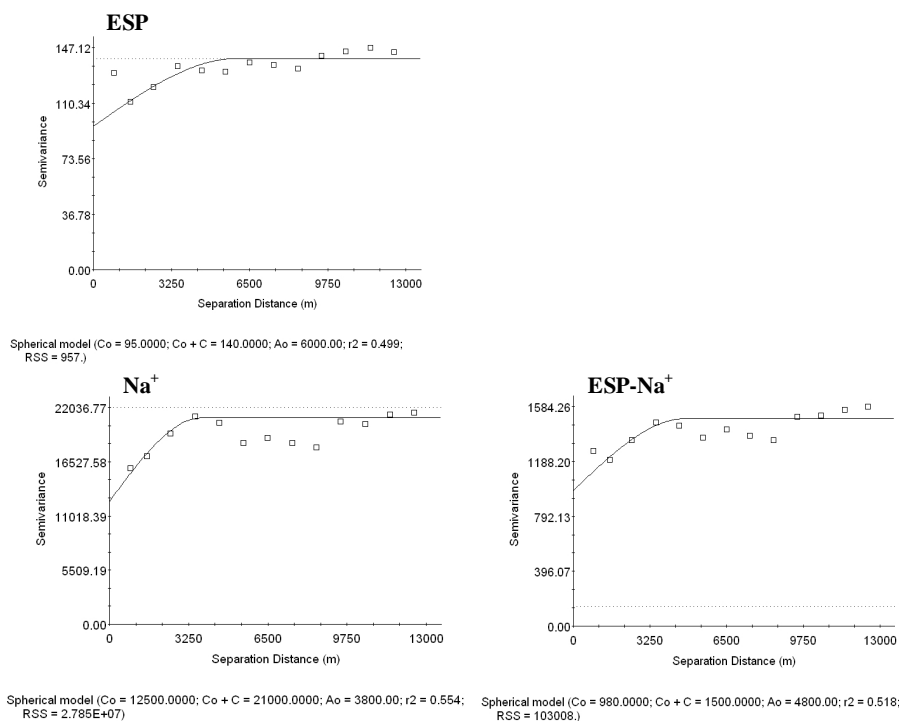 ESP
147.12
110.34
73.56
36.78
0.00
Semivariance
0 3250 6500 9750 13000
Separation Distance (m)
Spherical model (Co = 95.0000; Co + C = 140.0000; Ao = 6000.00; r2 = 0.499;
RSS = 957.)
Na+
22036.77
16527.58
11018.39
5509.19
0.00
Semivariance
0 3250 6500 9750 13000
Separation Distance (m)
Spherical model (Co = 12500.0000; Co + C = 21000.0000; Ao = 3800.00; r2 = 0.554;
RSS = 2.785E+07)
ESP-Na+
1584.26
1188.20
792.13
396.07
0.00
Semivariance
0 3250 6500 9750 13000
Separation Distance (m)
Spherical model (Co = 980.0000; Co + C = 1500.0000; Ao = 4800.00; r2 = 0.518;
RSS = 103008.)